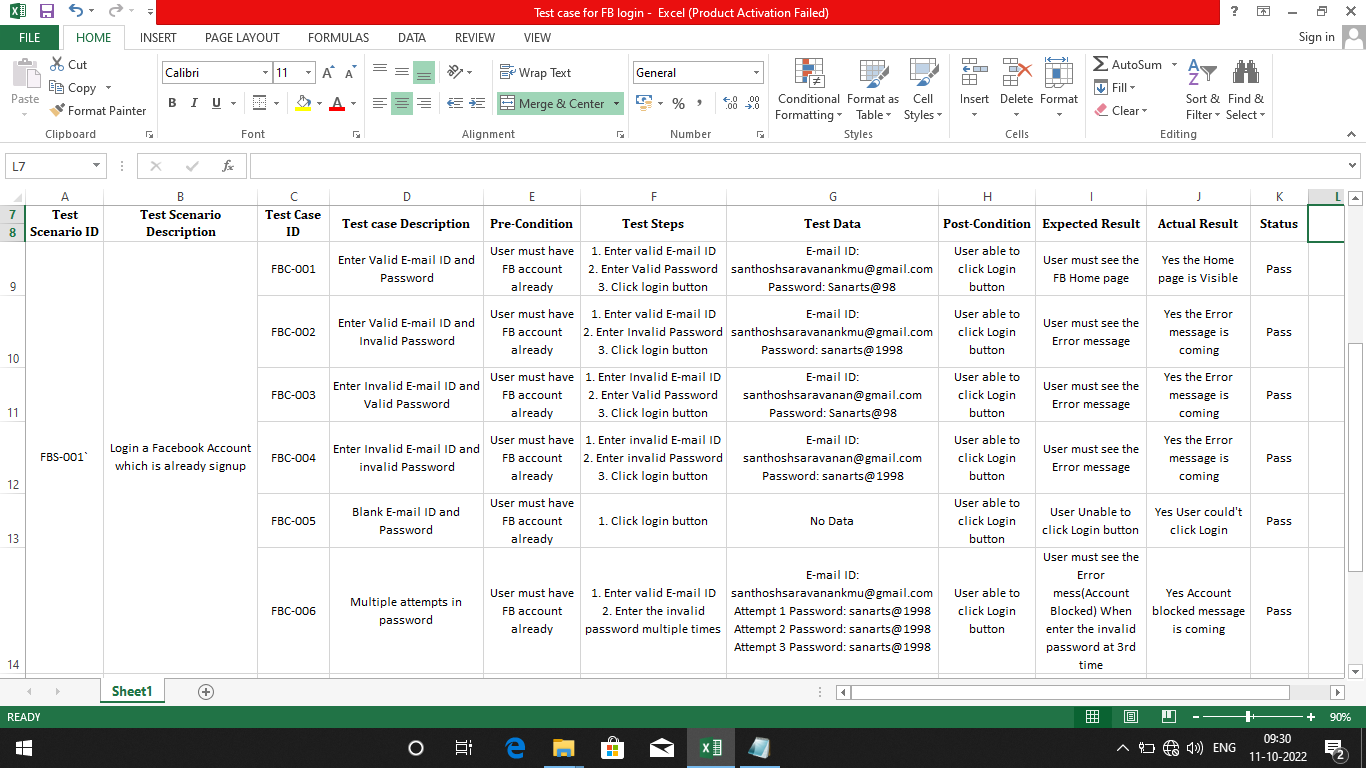 Test case for FB login - Excel (Product Activation Failed)
FILE HOME INSERT PAGE LAYOUT FORMULAS DATA REVIEW VIEW Sign in
Paste
Cut
Copy
Format Painter
Clipboard
Calibri 11
B I U
Font
Wrap Text
Merge & Center
Alignment
General
%
Number
Conditional Formatting
Format as Table
Cell Styles
Styles
Insert
Delete
Format
Cells
AutoSum
Fill
Clear
Sort & Filter
Find & Select
Editing
L7
fx
A B C D E F G H I J K L
7
8
Test Scenario ID
Test Scenario Description
Test Case ID
Test case Description
Pre-Condition
Test Steps
Test Data
Post-Condition
Expected Result
Actual Result
Status
FBS-001`
Login a Facebook Account
which is already signup
9
FBC-001
Enter Valid E-mail ID and
Password
User must have
FB account
already
1. Enter valid E-mail ID
2. Enter Valid Password
3. Click login button
E-mail ID:
santhoshsaravanankmu@gmail.com
Password: Sanarts@98
User able to
click Login
button
User must see the
FB Home page
Yes the Home
page is Visible
Pass
10
FBC-002
Enter Valid E-mail ID and
Invalid Password
User must have
FB account
already
1. Enter valid E-mail ID
2. Enter Invalid Password
3. Click login button
E-mail ID:
santhoshsaravanankmu@gmail.com
Password: sanarts@1998
User able to
click Login
button
User must see the
Error message
Yes the Error
message is
coming
Pass
11
FBC-003
Enter Invalid E-mail ID and
Valid Password
User must have
FB account
already
1. Enter Invalid E-mail ID
2. Enter Valid Password
3. Click login button
E-mail ID:
santhoshsaravanan@gmail.com
Password: Sanarts@98
User able to
click Login
button
User must see the
Error message
Yes the Error
message is
coming
Pass
12
FBC-004
Enter Invalid E-mail ID and
invalid Password
User must have
FB account
already
1. Enter invalid E-mail ID
2. Enter invalid Password
3. Click login button
E-mail ID:
santhoshsaravanan@gmail.com
Password: sanarts@1998
User able to
click Login
button
User must see the
Error message
Yes the Error
message is
coming
Pass
13
FBC-005
Blank E-mail ID and
Password
User must have
FB account
already
1. Click login button
No Data
User able to
click Login
button
User Unable to
click Login button
Yes User could't
click Login
Pass
14
FBC-006
Multiple attempts in
password
User must have
FB account
already
1. Enter valid E-mail ID
2. Enter the invalid
password multiple times
E-mail ID:
santhoshsaravanankmu@gmail.com
Attempt 1 Password: sanarts@1998
Attempt 2 Password: sanarts@1998
Attempt 3 Password: sanarts@1998
User able to
click Login
button
User must see the
Error
mess(Account
Blocked) When
enter the invalid
password at 3rd
time
Yes Account
blocked message
is coming
Pass
Sheet1
READY
90%
ENG
09:30
11-10-2022
2